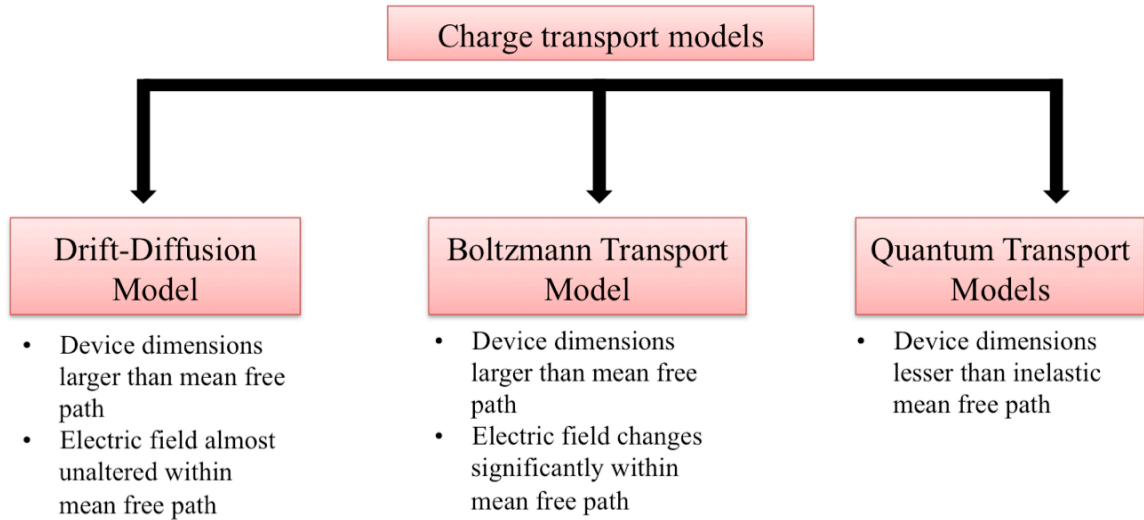 Charge transport models
Drift-Diffusion
Model
• Device dimensions
larger than mean free
path
• Electric field almost
unaltered within
mean free path
Boltzmann Transport
Model
• Device dimensions
larger than mean free
path
• Electric field changes
significantly within
mean free path
Quantum Transport
Models
• Device dimensions
lesser than inelastic
mean free path